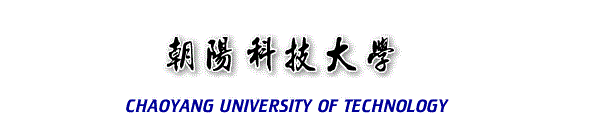 朝陽科技大學
CHAOYANG UNIVERSITY OF TECHNOLOGY